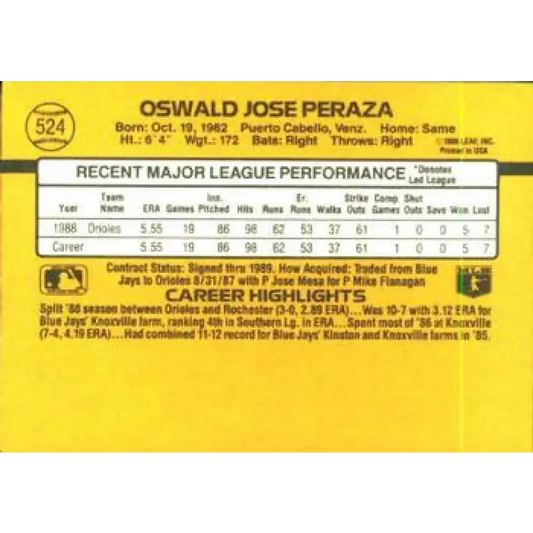 524
OSWALD JOSE PERAZA
Born: Oct. 19, 1962 Puerto Cabello, Venz. Home: Same
Ht.: 6'4" Wgt.: 172 Bats: Right Throws: Right
© 1988 LEAF, INC.
Printed in USA
RECENT MAJOR LEAGUE PERFORMANCE *Denotes Led League
Year Team Name ERA Games Inn. Pitched Hits Runs Er. Runs Walks Strike Outs Comp. Games Shut Outs Save Won Lost
1988 Orioles 5.55 19 86 98 62 53 37 61 1 0 0 5 7
Career 5.55 19 86 98 62 53 37 61 1 0 0 5 7
Contract Status: Signed thru 1989. How Acquired: Traded from Blue
Jays to Orioles 8/31/87 with P Jose Mesa for P Mike Flanagan
CAREER HIGHLIGHTS
Split '88 season between Orioles and Rochester (3-0, 2.89 ERA)...Was 10-7 with 3.12 ERA for
Blue Jays' Knoxville farm, ranking 4th in Southern Lg. in ERA...Spent most of '86 at Knoxville
(7-4, 4.19 ERA)...Had combined 11-12 record for Blue Jays' Kinston and Knoxville farms in '85.